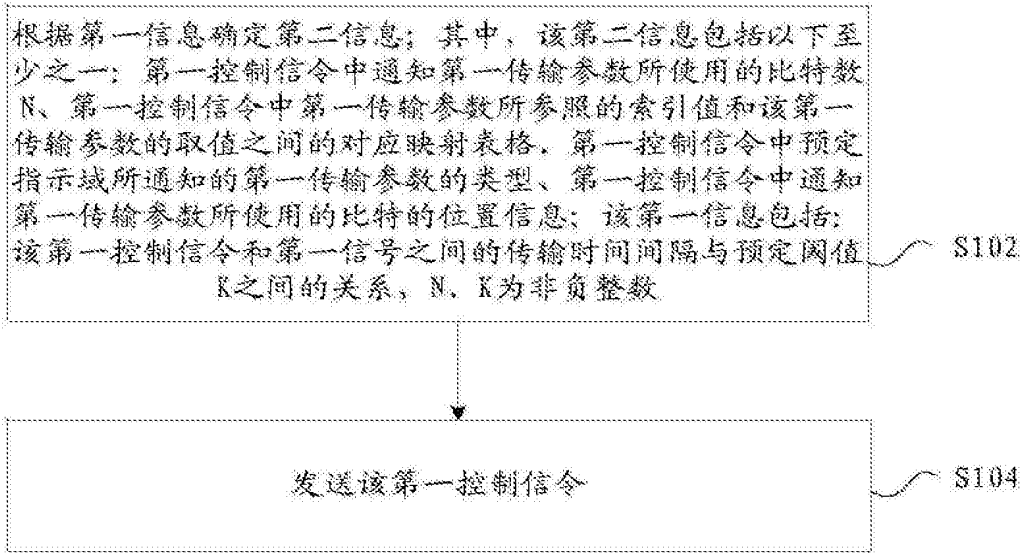 根据第一信息确定第二信息；其中，该第二信息包括以下至
少之一：第一控制信令中通知第一传输参数所使用的比特数
N、第一控制信令中第一传输参数所参照的索引值和该第一
传输参数的取值之间的对应映射表格，第一控制信令中预定
指示域所通知的第一传输参数的类型、第一控制信令中通知
第一传输参数所使用的比特的位置信息；该第一信息包括：
该第一控制信令和第一信号之间的传输时间间隔与预定阈值
K之间的关系，N、K为非负整数
S102
发送该第一控制信令
S104